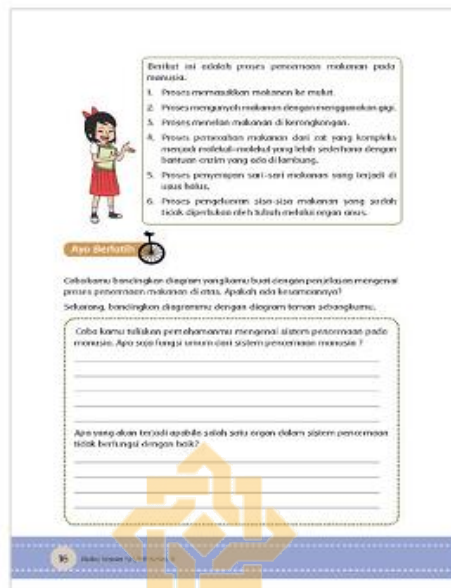 Berikut ini adalah proses pencernaan makanan pada
manusia.
1. Proses memasukkan makanan ke mulut.
2. Proses mengunyah makanan dengan menggunakan gigi.
3. Proses menelan makanan di kerongkongan.
4. Proses pemecahan makanan dari zat yang kompleks
menjadi molekul-molekul yang lebih sederhana dengan
bantuan enzim yang ada di lambung.
5. Proses penyerapan sari-sari makanan yang terjadi di
usus halus.
6. Proses pengeluaran sisa-sisa makanan yang sudah
tidak diperlukan oleh tubuh melalui organ anus.
Ayo Berlatih
Coba kamu bandingkan diagram yang kamu buat dengan penjelasan mengenai
proses pencernaan makanan di atas. Apakah ada kesamaannya?
Sekarang, bandingkan diagrammu dengan diagram teman sebangkumu.
Coba kamu tuliskan pemahamanmu mengenai sistem pencernaan pada
manusia. Apa saja fungsi umum dari sistem pencernaan manusia ?
Apa yang akan terjadi apabila salah satu organ dalam sistem pencernaan
tidak berfungsi dengan baik?
16 Buku Siswa